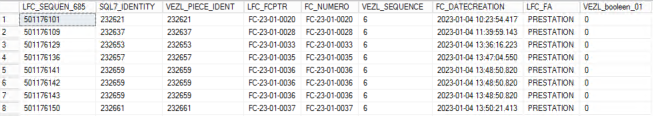 LFC_SEQUEN_685 SQL7_IDENTITY VEZL_PIECE_IDENT LFC_FCPTR FC_NUMERO VEZL_SEQUENCE FC_DATECREATION LFC_FA VEZL_booleen_01
1 501176101 232621 232621 FC-23-01-0020 FC-23-01-0020 6 2023-01-04 10:23:54.417 PRESTATION 0
2 501176109 232637 232637 FC-23-01-0028 FC-23-01-0028 6 2023-01-04 11:39:59.143 PRESTATION 0
3 501176129 232653 232653 FC-23-01-0033 FC-23-01-0033 6 2023-01-04 13:36:16.223 PRESTATION 0
4 501176136 232657 232657 FC-23-01-0035 FC-23-01-0035 6 2023-01-04 13:47:04.550 PRESTATION 0
5 501176141 232659 232659 FC-23-01-0036 FC-23-01-0036 6 2023-01-04 13:48:50.820 PRESTATION 0
6 501176142 232659 232659 FC-23-01-0036 FC-23-01-0036 6 2023-01-04 13:48:50.820 PRESTATION 0
7 501176143 232659 232659 FC-23-01-0036 FC-23-01-0036 6 2023-01-04 13:48:50.820 PRESTATION 0
8 501176150 232661 232661 FC-23-01-0037 FC-23-01-0037 6 2023-01-04 13:50:21.413 PRESTATION 0